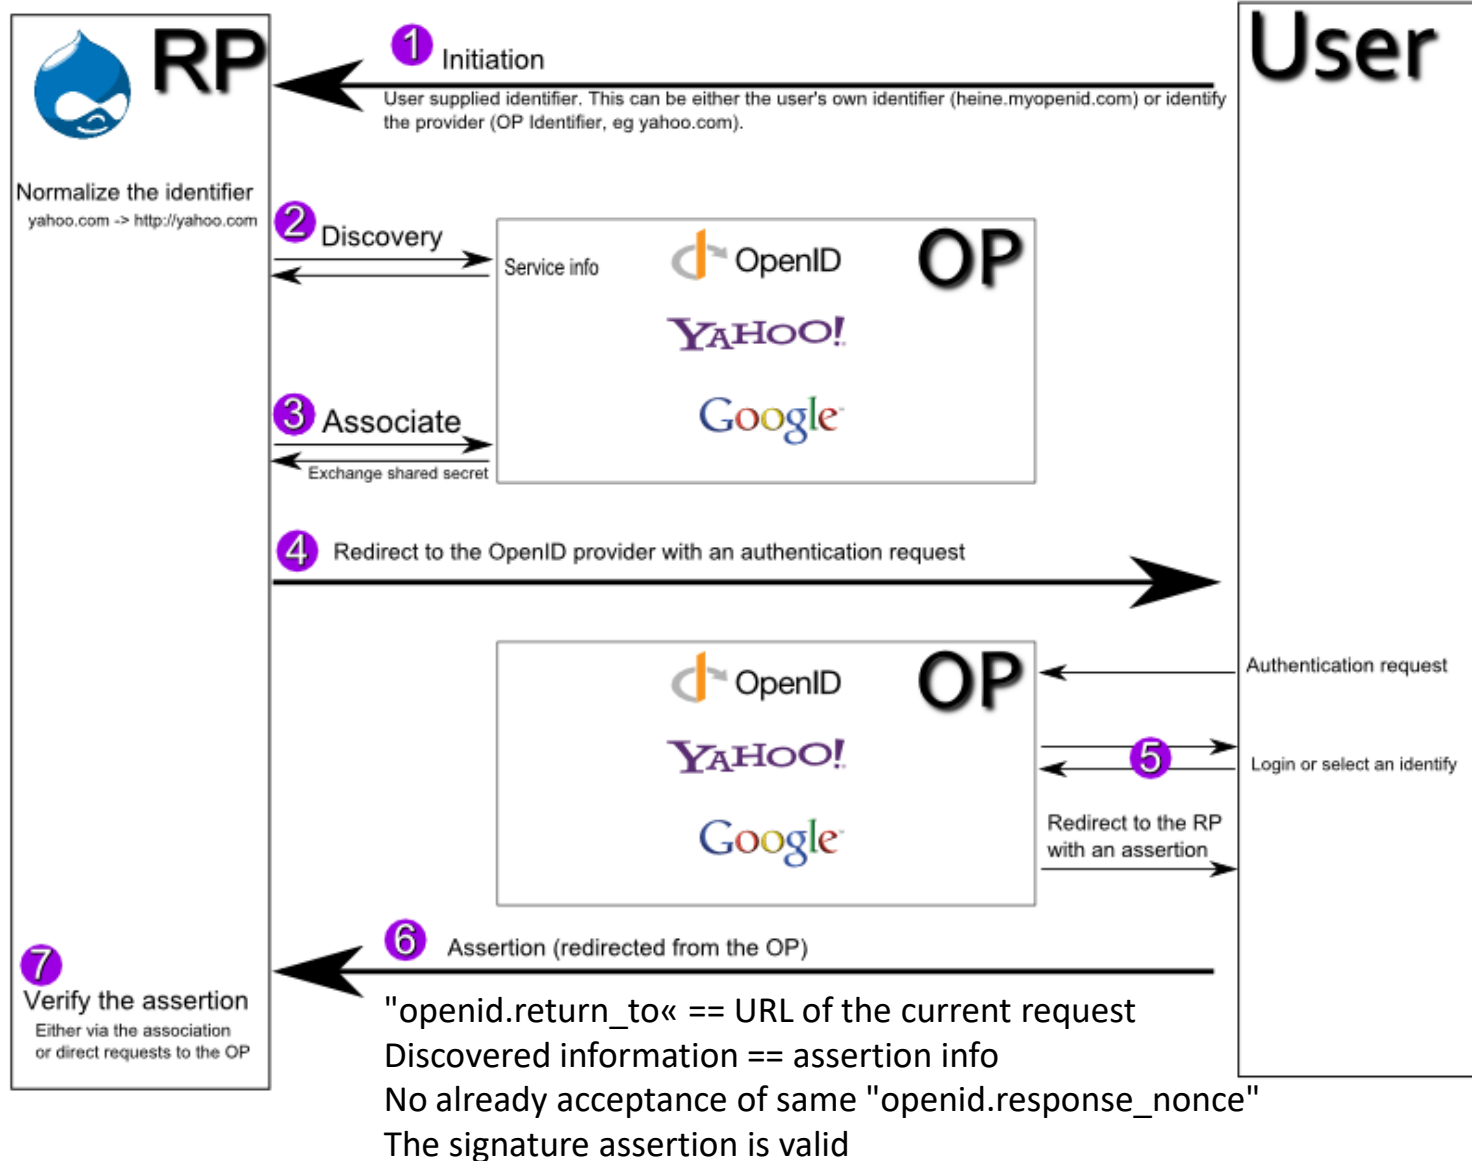 RP
User
1 Initiation
User supplied identifier. This can be either the user's own identifier (heine.myopenid.com) or identify
the provider (OP Identifier, eg yahoo.com).
Normalize the identifier
yahoo.com -> http://yahoo.com
2 Discovery
Service info
OpenID
OP
YAHOO!
Google
3 Associate
Exchange shared secret
4 Redirect to the OpenID provider with an authentication request
OpenID
OP
YAHOO!
Google
Authentication request
5
Login or select an identify
Redirect to the RP
with an assertion
6 Assertion (redirected from the OP)
7
Verify the assertion
Either via the association
or direct requests to the OP
"openid.return_to« == URL of the current request
Discovered information == assertion info
No already acceptance of same "openid.response_nonce"
The signature assertion is valid